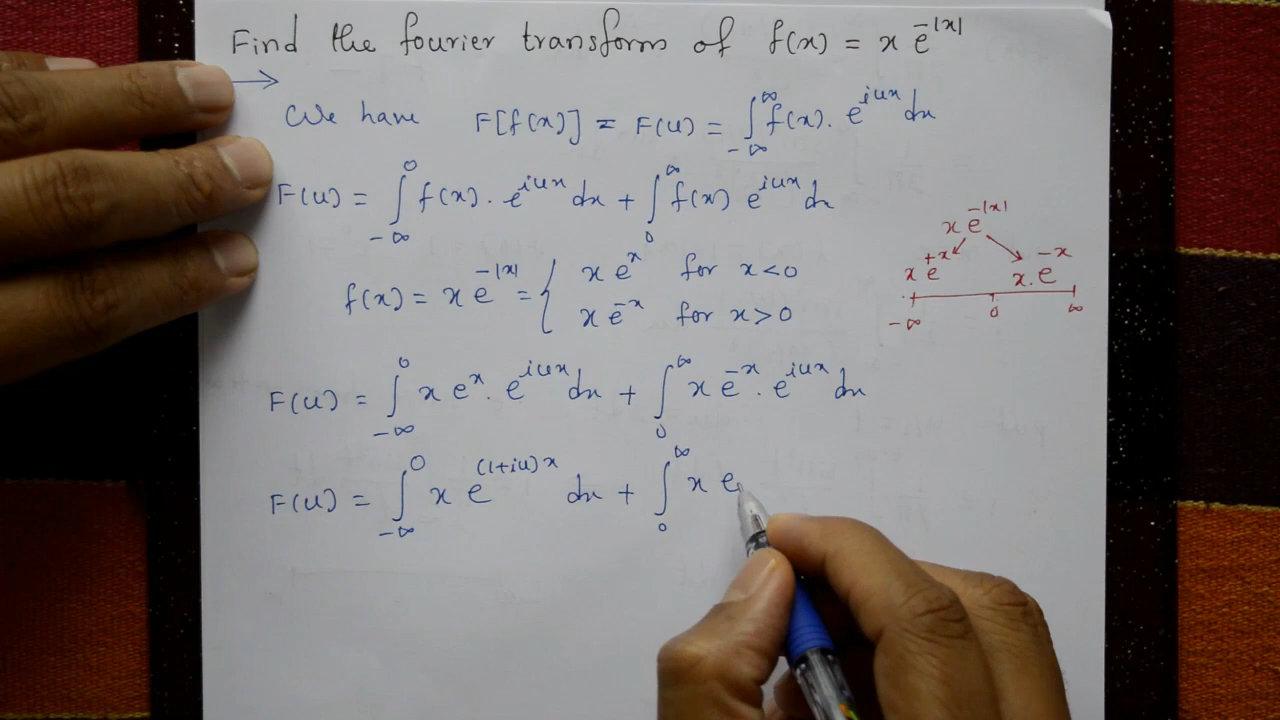 Find the fourier transform of f(x) = x e^{-|x|}
→
We have F[f(x)] = F(u) = ∫_{-∞}^{∞} f(x). e^{iux} dx
F(u) = ∫_{-∞}^{0} f(x). e^{iux} dx + ∫_{0}^{∞} f(x) e^{iux} dx
f(x) = x e^{-|x|} = { x e^{x} for x<0
x e^{-x} for x>0
x e^{-|x|}
x e^{+x} x. e^{-x}
-∞ 0 ∞
F(u) = ∫_{-∞}^{0} x e^{x}. e^{iux} dx + ∫_{0}^{∞} x e^{-x}. e^{iux} dx
F(u) = ∫_{-∞}^{0} x e^{(1+iu)x} dx + ∫_{0}^{∞} x e